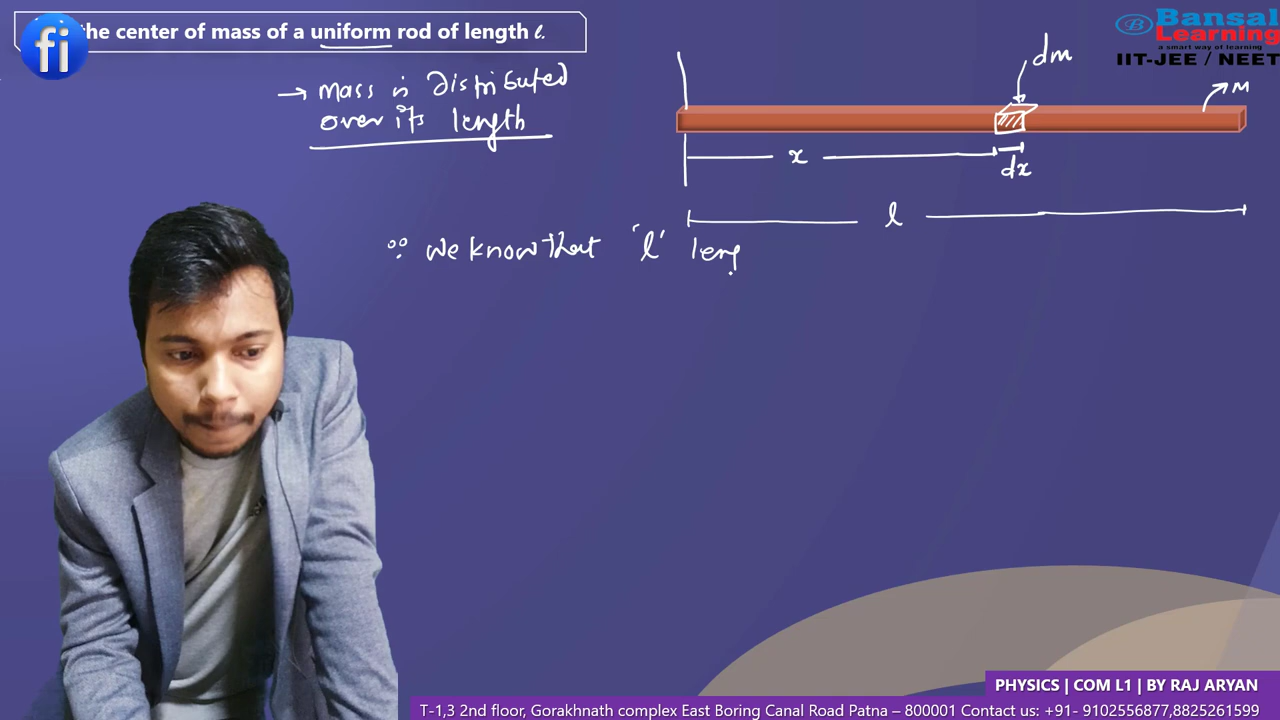 fi
the center of mass of a uniform rod of length l.
Bansal
Learning
a smart way of learning
IIT-JEE / NEET
→ mass is distributed
over its length
dm
M
x
dx
l
∵ we know that 'l' leng
PHYSICS | COM L1 | BY RAJ ARYAN
T-1,3 2nd floor, Gorakhnath complex East Boring Canal Road Patna – 800001 Contact us: +91- 9102556877,8825261599